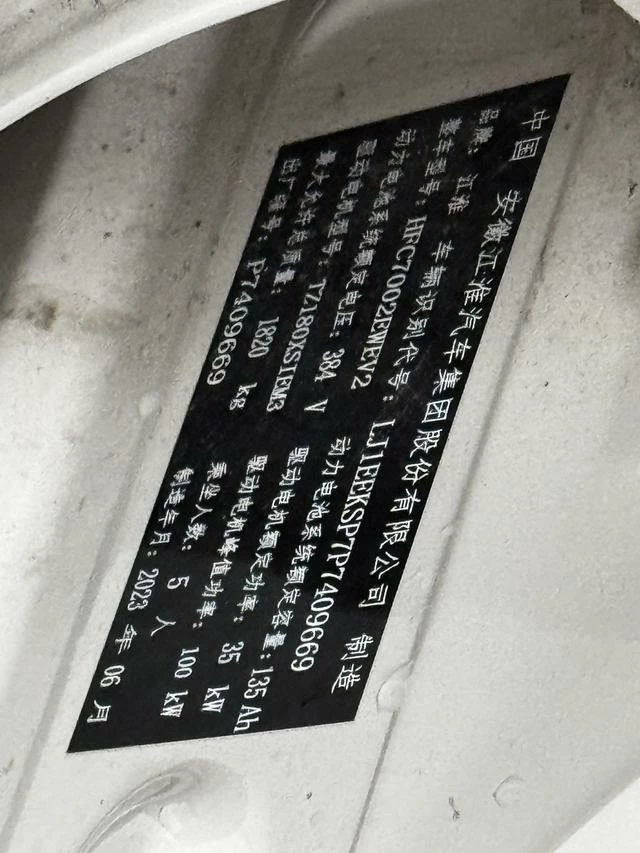 中国 安徽江淮汽车集团股份有限公司 制造
品牌：江淮 车辆识别代号：LJ1EEKSP7P7409669
整车型号：HFC7002EWEV2 动力电池系统额定容量：135 Ah
动力电池系统额定电压：384 V 驱动电机额定功率：35 kW
驱动电机型号：TZ180XS1EM3 驱动电机峰值功率：100 kW
最大允许总质量：1820 kg 乘坐人数：5 人
出厂编号：P7409669 制造年月：2023 年 06 月